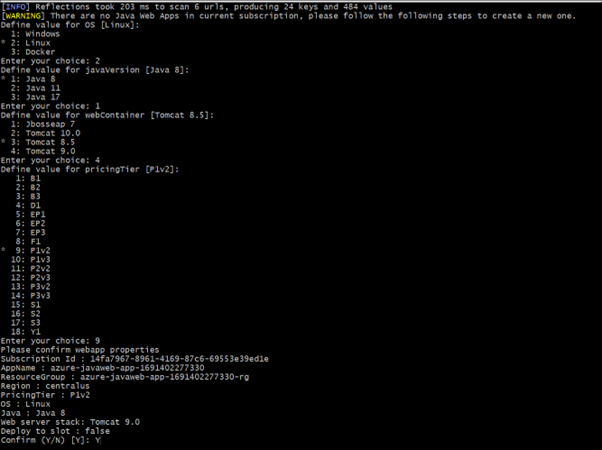 [INFO] Reflections took 203 ms to scan 6 urls, producing 24 keys and 484 values
[WARNING] There are no Java Web Apps in current subscription, please follow the following steps to create a new one.
Define value for OS [Linux]:
1: Windows
* 2: Linux
3: Docker
Enter your choice: 2
Define value for javaVersion [Java 8]:
* 1: Java 8
2: Java 11
3: Java 17
Enter your choice: 1
Define value for webContainer [Tomcat 8.5]:
1: Jbosseap 7
2: Tomcat 10.0
* 3: Tomcat 8.5
4: Tomcat 9.0
Enter your choice: 4
Define value for pricingTier [P1v2]:
1: B1
2: B2
3: B3
4: D1
5: EP1
6: EP2
7: EP3
8: F1
* 9: P1v2
10: P1v3
11: P2v2
12: P2v3
13: P3v2
14: P3v3
15: S1
16: S2
17: S3
18: Y1
Enter your choice: 9
Please confirm webapp properties
Subscription Id : 14fa7967-8961-4169-87c6-69553e39ed1e
AppName : azure-javaweb-app-1691402277330
ResourceGroup : azure-javaweb-app-1691402277330-rg
Region : centralus
PricingTier : P1v2
OS : Linux
Java : Java 8
Web server stack: Tomcat 9.0
Deploy to slot : false
Confirm (Y/N) [Y]: Y